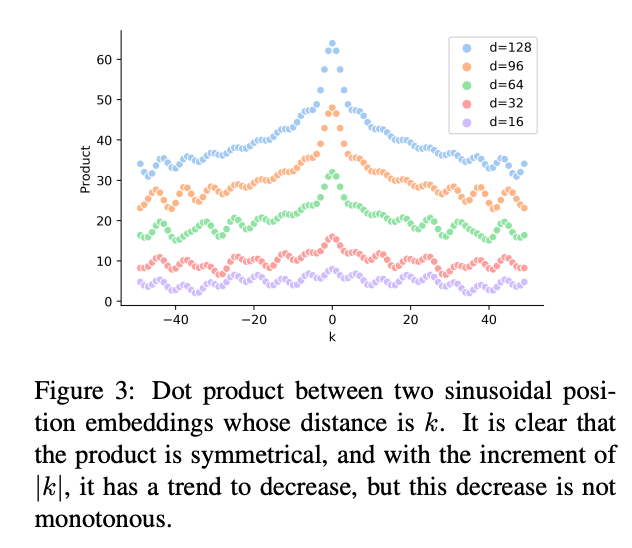 60
50
40
30
20
10
0
Product
−40
−20
0
20
40
k
d=128
d=96
d=64
d=32
d=16
Figure 3: Dot product between two sinusoidal posi-
tion embeddings whose distance is k. It is clear that
the product is symmetrical, and with the increment of
|k|, it has a trend to decrease, but this decrease is not
monotonous.